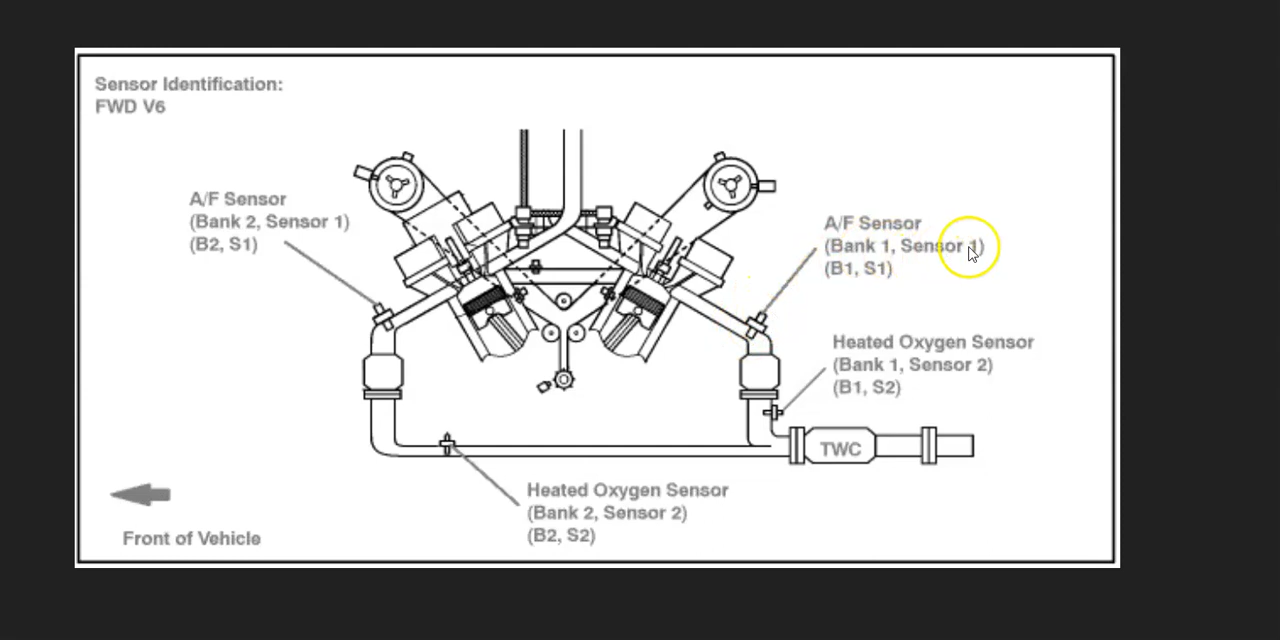 Sensor Identification:
FWD V6
A/F Sensor
(Bank 2, Sensor 1)
(B2, S1)
A/F Sensor
(Bank 1, Sensor 1)
(B1, S1)
Heated Oxygen Sensor
(Bank 1, Sensor 2)
(B1, S2)
TWC
Heated Oxygen Sensor
(Bank 2, Sensor 2)
(B2, S2)
Front of Vehicle